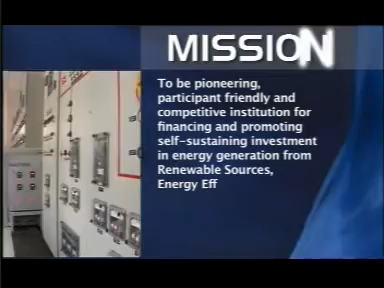 MISSION
To be pioneering,
participant friendly and
competitive institution for
financing and promoting
self-sustaining investment
in energy generation from
Renewable Sources,
Energy Eff